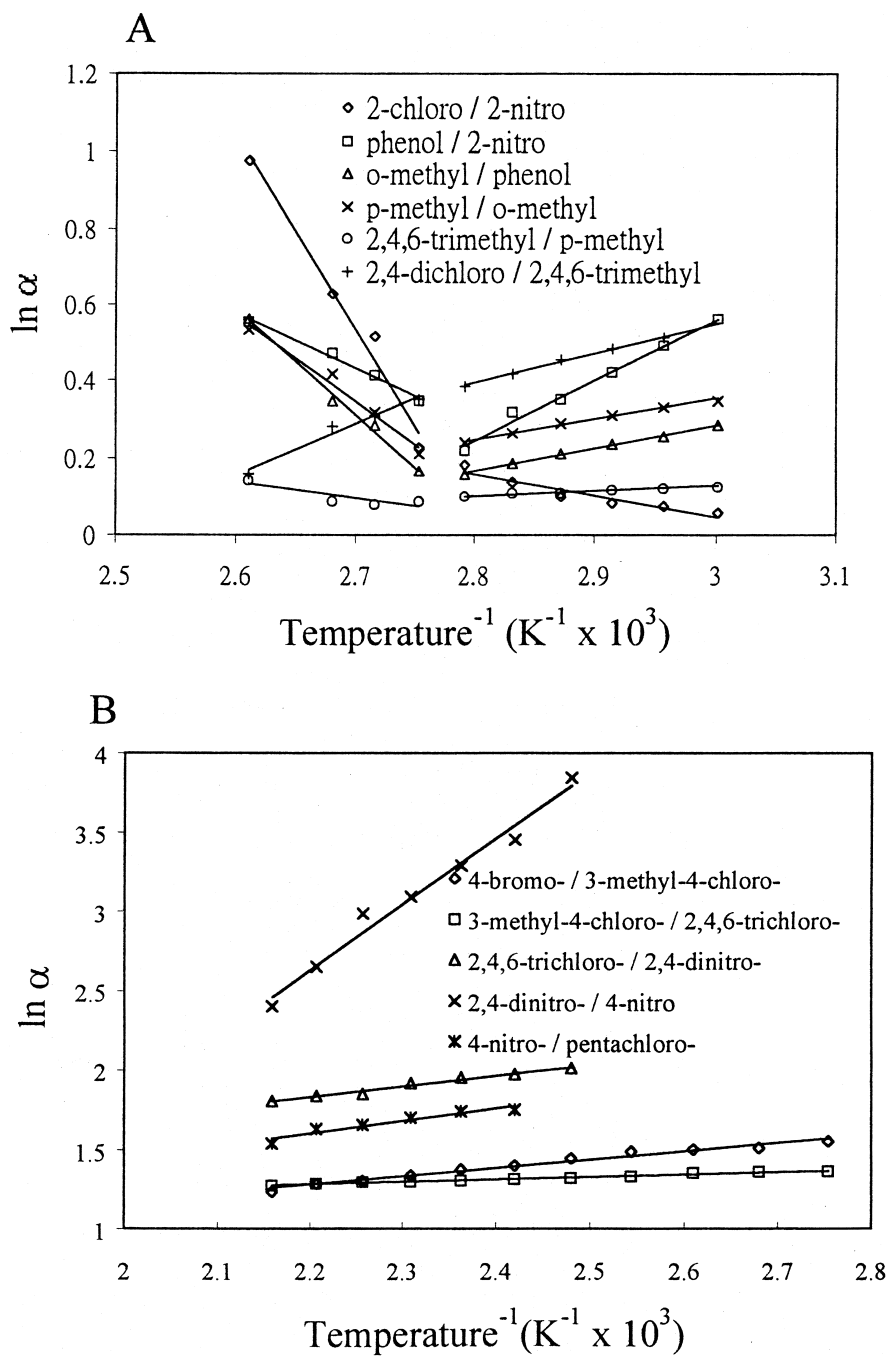 A
1.2
1
0.8
0.6
0.4
0.2
0
ln α
2-chloro / 2-nitro
phenol / 2-nitro
o-methyl / phenol
p-methyl / o-methyl
2,4,6-trimethyl / p-methyl
2,4-dichloro / 2,4,6-trimethyl
2.5 2.6 2.7 2.8 2.9 3 3.1
Temperature⁻¹ (K⁻¹ x 10³)
B
4
3.5
3
2.5
2
1.5
1
ln α
4-bromo- / 3-methyl-4-chloro-
3-methyl-4-chloro- / 2,4,6-trichloro-
2,4,6-trichloro- / 2,4-dinitro-
2,4-dinitro- / 4-nitro
4-nitro- / pentachloro-
2 2.1 2.2 2.3 2.4 2.5 2.6 2.7 2.8
Temperature⁻¹(K⁻¹ x 10³)